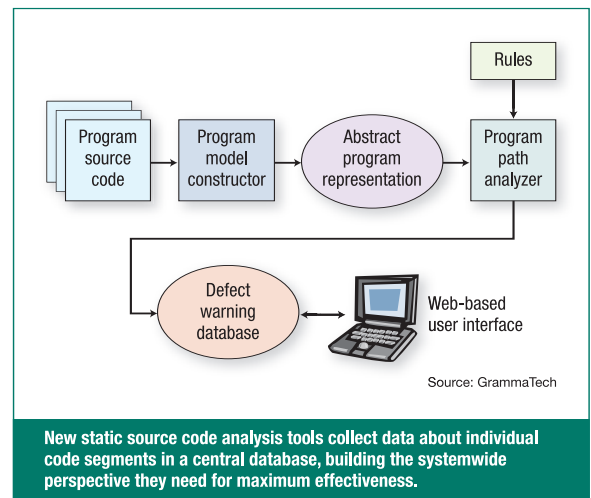 Rules
Program
source
code
Program
model
constructor
Abstract
program
representation
Program
path
analyzer
Defect
warning
database
Web-based
user interface
Source: GrammaTech
New static source code analysis tools collect data about individual
code segments in a central database, building the systemwide
perspective they need for maximum effectiveness.